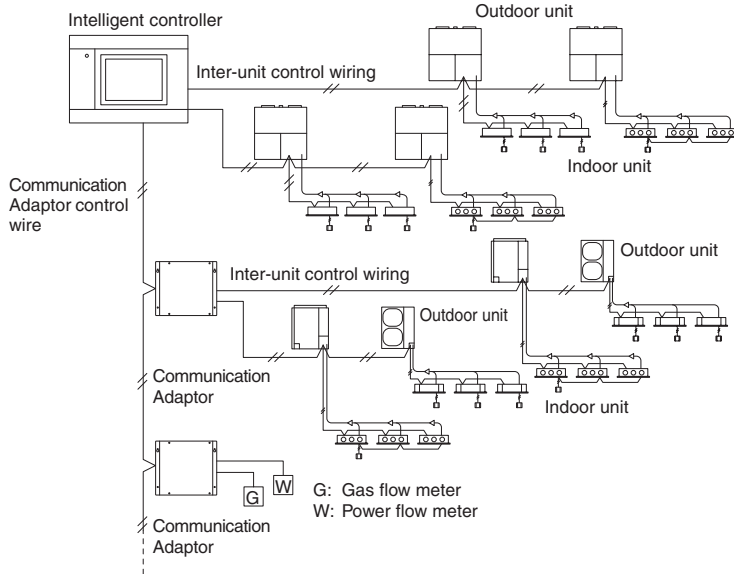 Intelligent controller
Outdoor unit
Inter-unit control wiring
Indoor unit
Communication
Adaptor control
wire
Inter-unit control wiring
Outdoor unit
Outdoor unit
Communication
Adaptor
Indoor unit
G W
G: Gas flow meter
W: Power flow meter
Communication
Adaptor